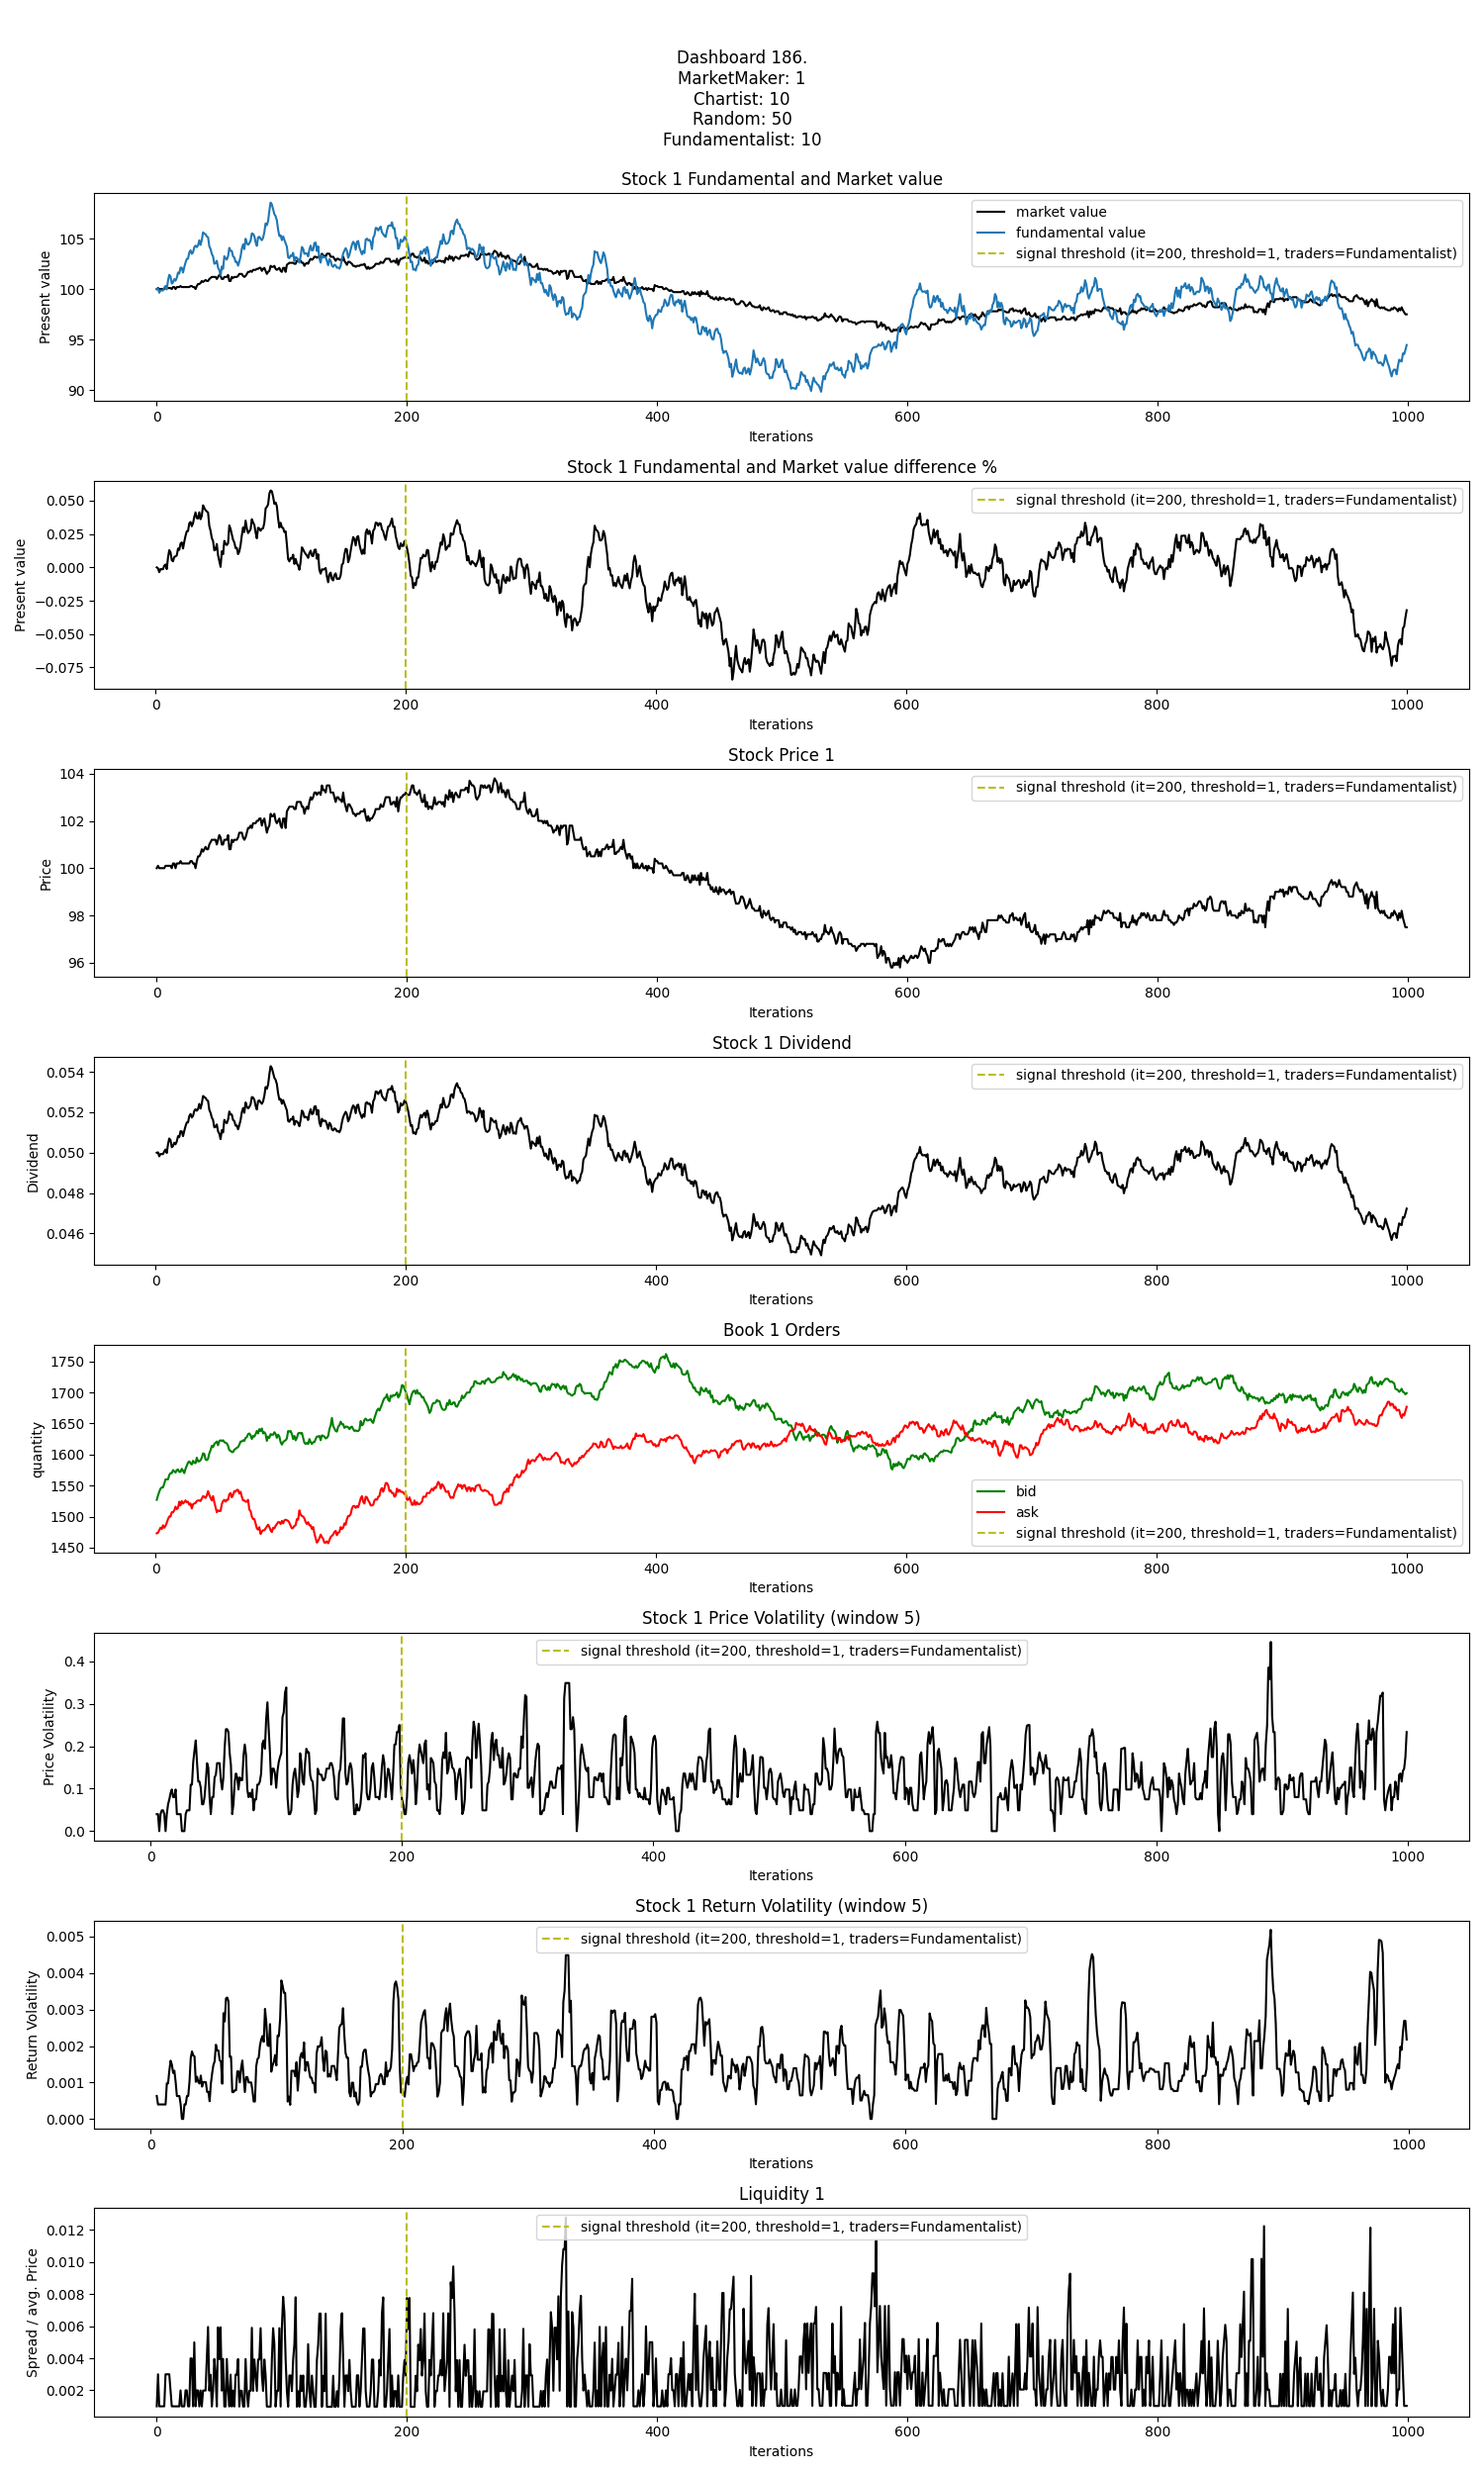 Dashboard 186.
MarketMaker: 1
Chartist: 10
Random: 50
Fundamentalist: 10
Stock 1 Fundamental and Market value
Present value
105
100
95
90
market value
fundamental value
signal threshold (it=200, threshold=1, traders=Fundamentalist)
0 200 400 600 800 1000
Iterations
Stock 1 Fundamental and Market value difference %
Present value
0.050
0.025
0.000
−0.025
−0.050
−0.075
signal threshold (it=200, threshold=1, traders=Fundamentalist)
0 200 400 600 800 1000
Iterations
Stock Price 1
Price
104
102
100
98
96
signal threshold (it=200, threshold=1, traders=Fundamentalist)
0 200 400 600 800 1000
Iterations
Stock 1 Dividend
Dividend
0.054
0.052
0.050
0.048
0.046
signal threshold (it=200, threshold=1, traders=Fundamentalist)
0 200 400 600 800 1000
Iterations
Book 1 Orders
quantity
1750
1700
1650
1600
1550
1500
1450
bid
ask
signal threshold (it=200, threshold=1, traders=Fundamentalist)
0 200 400 600 800 1000
Iterations
Stock 1 Price Volatility (window 5)
Price Volatility
0.4
0.3
0.2
0.1
0.0
signal threshold (it=200, threshold=1, traders=Fundamentalist)
0 200 400 600 800 1000
Iterations
Stock 1 Return Volatility (window 5)
Return Volatility
0.005
0.004
0.003
0.002
0.001
0.000
signal threshold (it=200, threshold=1, traders=Fundamentalist)
0 200 400 600 800 1000
Iterations
Liquidity 1
Spread / avg. Price
0.012
0.010
0.008
0.006
0.004
0.002
signal threshold (it=200, threshold=1, traders=Fundamentalist)
0 200 400 600 800 1000
Iterations